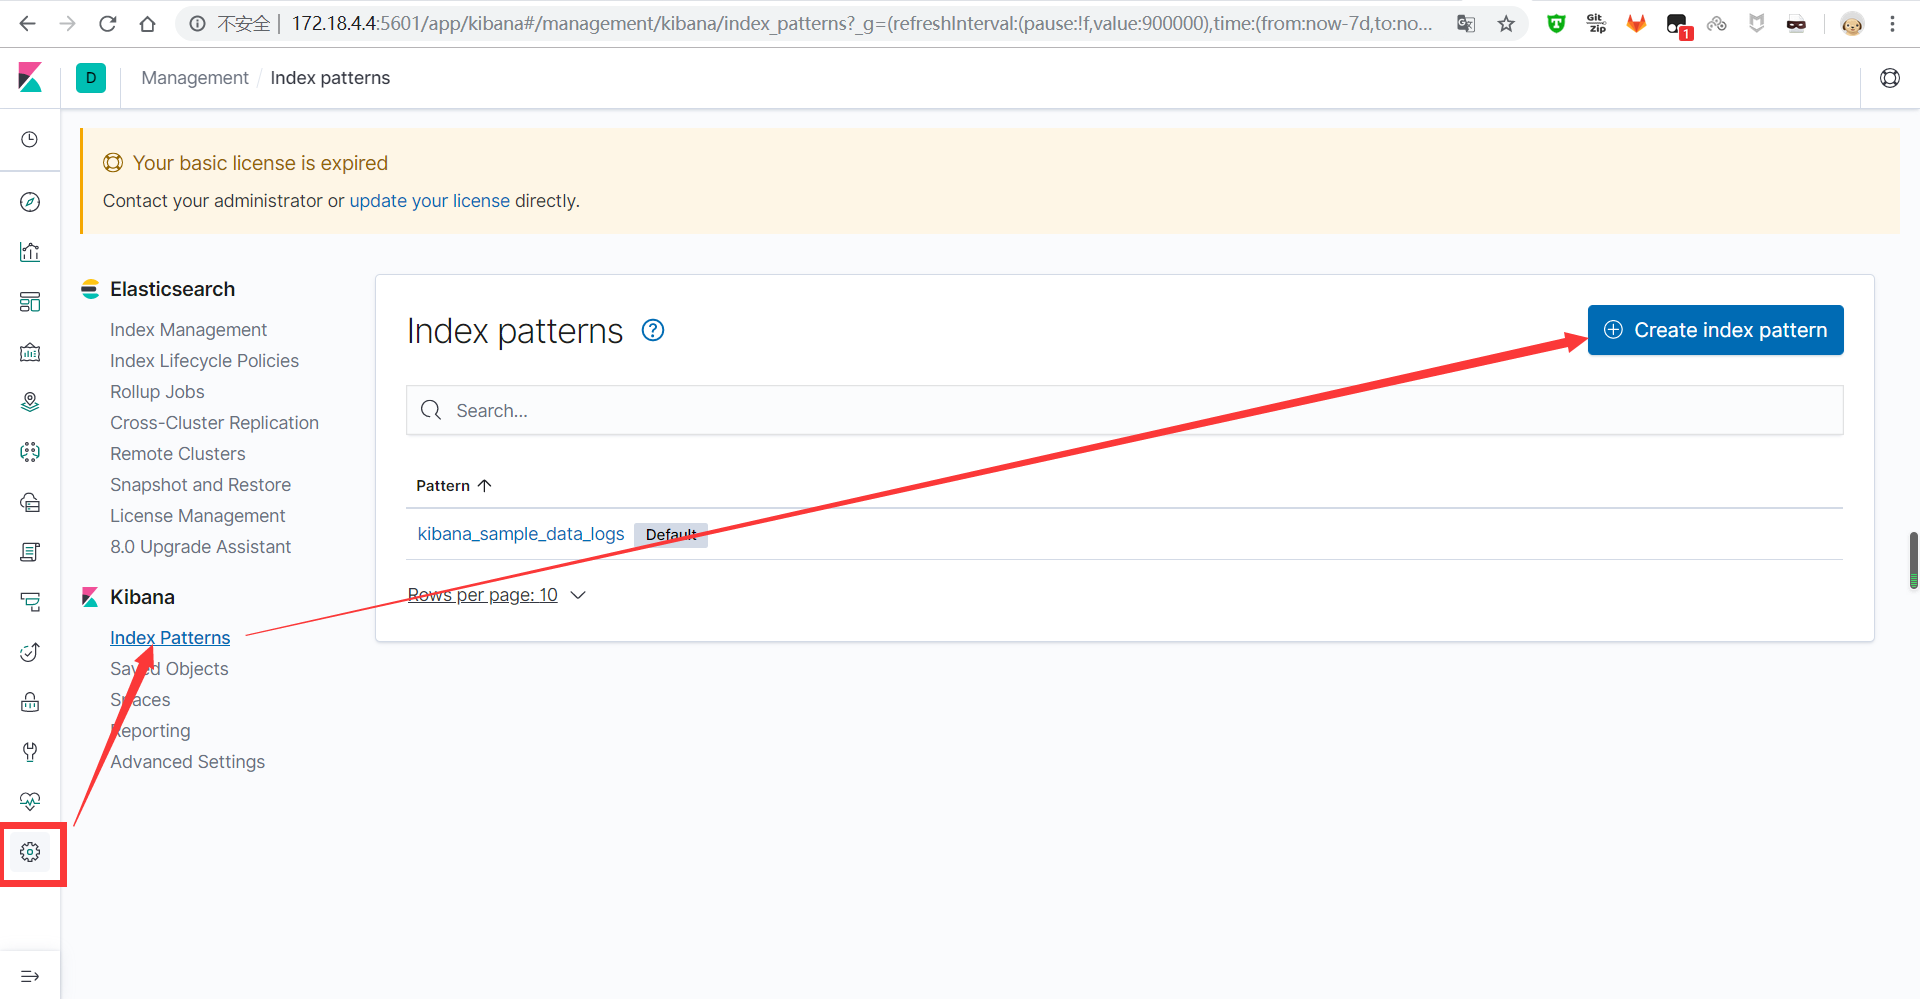 不安全 | 172.18.4.4:5601/app/kibana#/management/kibana/index_patterns?_g=(refreshInterval:(pause:!f,value:900000),time:(from:now-7d,to:no...
Git
Zip
1
D
Management / Index patterns
Your basic license is expired
Contact your administrator or update your license directly.
Elasticsearch
Index Management
Index Lifecycle Policies
Rollup Jobs
Cross-Cluster Replication
Remote Clusters
Snapshot and Restore
License Management
8.0 Upgrade Assistant
Kibana
Index Patterns
Saved Objects
Spaces
Reporting
Advanced Settings
Index patterns
Create index pattern
Search...
Pattern
kibana_sample_data_logs Default
Rows per page: 10